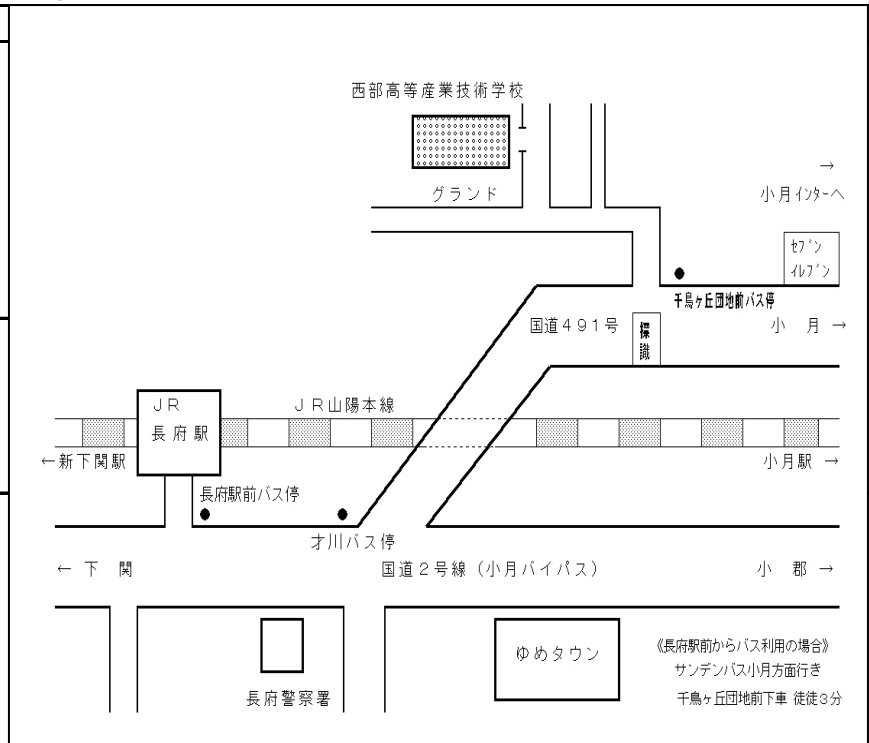 西部高等産業技術学校
グランド
→
小月ｲﾝﾀｰへ
ｾﾌﾞﾝ
ｲﾚﾌﾞﾝ
千鳥ヶ丘団地前バス停
国道４９１号
標識
小　月 →
ＪＲ
長府駅
ＪＲ山陽本線
←新下関駅
小月駅 →
長府駅前バス停
才川バス停
← 下　関
国道２号線（小月バイパス）
小　郡 →
長府警察署
ゆめタウン
《長府駅前からバス利用の場合》
サンデンバス小月方面行き
千鳥ヶ丘団地前下車 徒徒３分